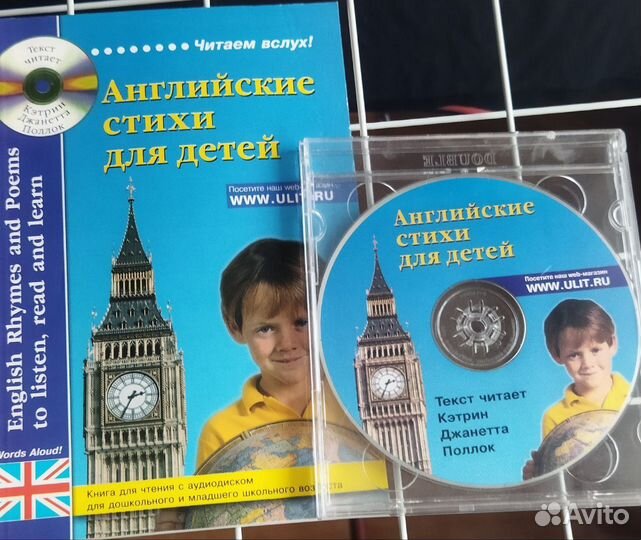 Читаем вслух!
Текст
читает
Кэтрин
Джанетта
Поллок
Английские
стихи
для детей
Посетите наш web-магазин
WWW.ULIT.RU
English Rhymes and Poems
to listen, read and learn
Words Aloud!
Книга для чтения с аудиодиском
для дошкольного и младшего школьного возраста
DOUBLE
Английские
стихи
для детей
Посетите наш web-магазин
WWW.ULIT.RU
Текст читает
Кэтрин
Джанетта
Поллок
Avito